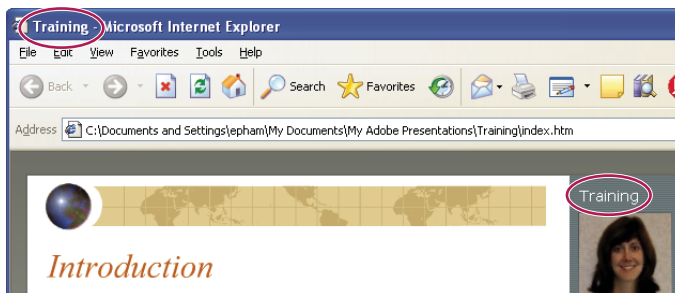 Training - Microsoft Internet Explorer
File Edit View Favorites Tools Help
Back Search Favorites
Address C:\Documents and Settings\epham\My Documents\My Adobe Presentations\Training\index.htm
Training
Introduction